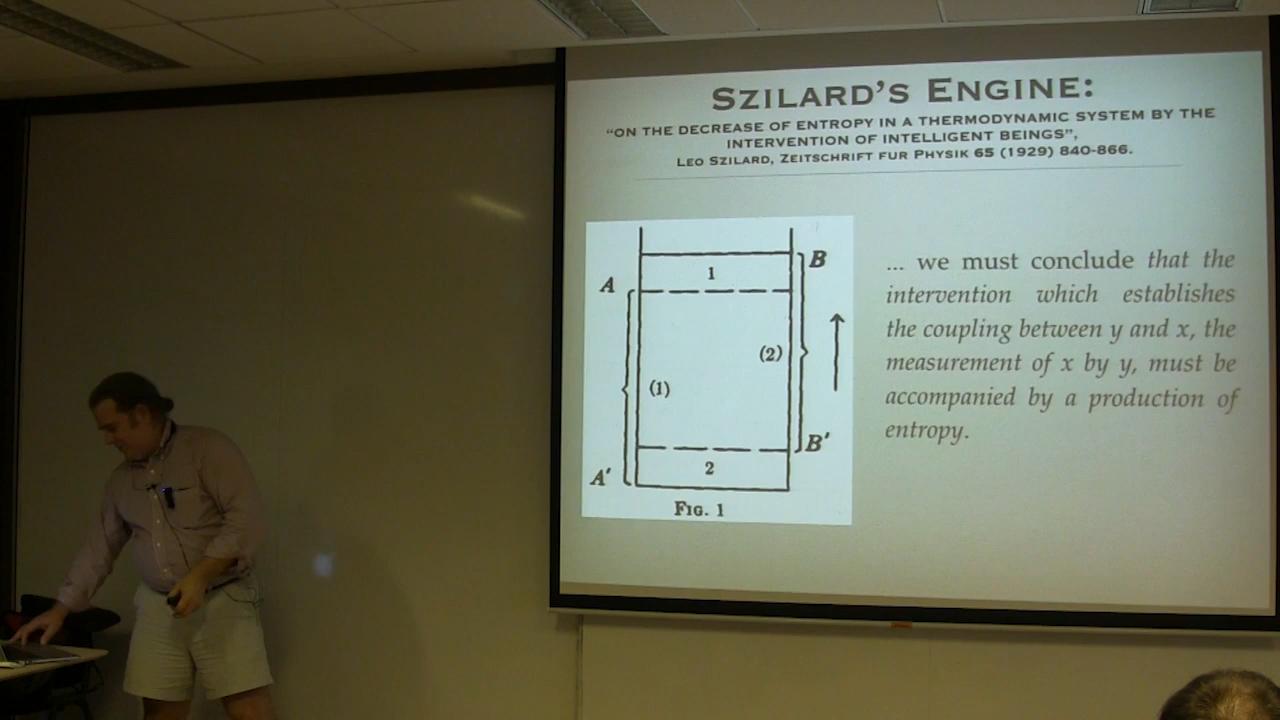 SZILARD'S ENGINE:
"ON THE DECREASE OF ENTROPY IN A THERMODYNAMIC SYSTEM BY THE
INTERVENTION OF INTELLIGENT BEINGS",
LEO SZILARD, ZEITSCHRIFT FUR PHYSIK 65 (1929) 840-866.
B
1
A
(2)
(1)
B'
2
A'
FIG. 1
... we must conclude that the
intervention which establishes
the coupling between y and x, the
measurement of x by y, must be
accompanied by a production of
entropy.